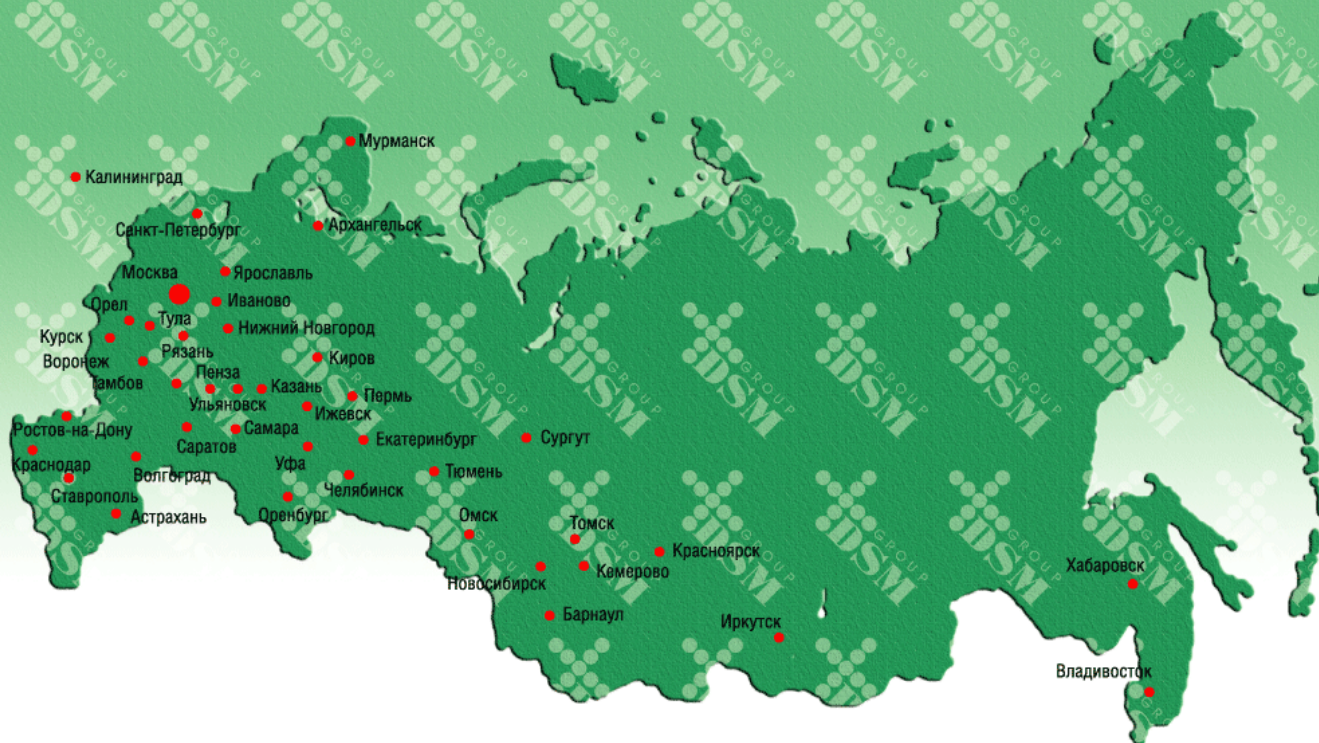 Мурманск
Калининград
Санкт-Петербург
Архангельск
Москва
Ярославль
Орел
Иваново
Тула
Курск
Нижний Новгород
Воронеж
Рязань
Киров
Тамбов
Пенза
Казань
Пермь
Ульяновск
Ижевск
Ростов-на-Дону
Самара
Екатеринбург
Сургут
Саратов
Краснодар
Уфа
Волгоград
Тюмень
Ставрополь
Челябинск
Астрахань
Оренбург
Омск
Томск
Красноярск
Хабаровск
Кемерово
Новосибирск
Барнаул
Иркутск
Владивосток
DSM GROUP